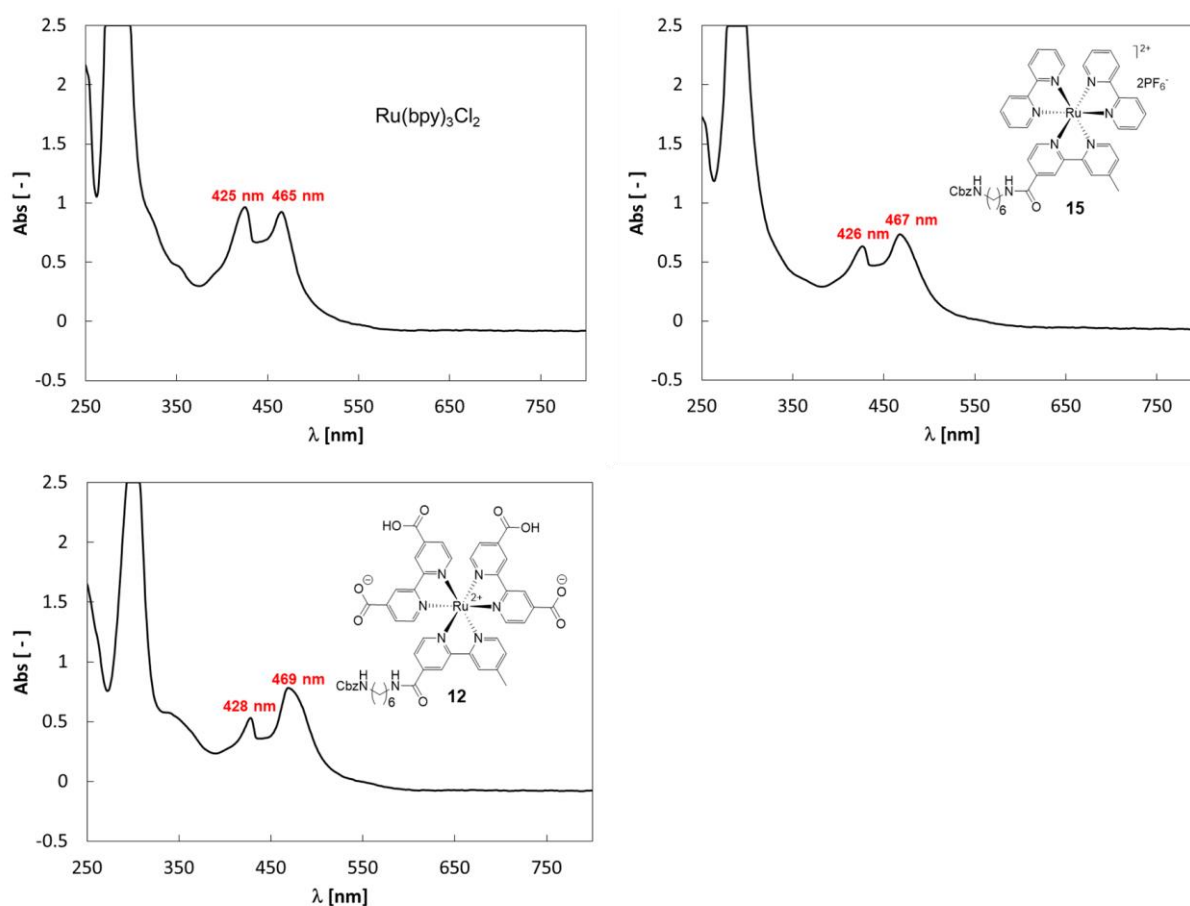 2.5
2
1.5
1
0.5
0
-0.5
Abs [ - ]
Ru(bpy)₃Cl₂
425 nm 465 nm
250 350 450 550 650 750
λ [nm]
2.5
2
1.5
1
0.5
0
-0.5
Abs [ - ]
2+
2PF₆⁻
N N
N Ru N
N N
H H
CbzN N
6 O
15
426 nm 467 nm
250 350 450 550 650 750
λ [nm]
2.5
2
1.5
1
0.5
0
-0.5
Abs [ - ]
O O
HO OH
N N
O⊖ N Ru 2+ N O⊖
O O
N N
H H
CbzN N
6 O
12
428 nm 469 nm
250 350 450 550 650 750
λ [nm]